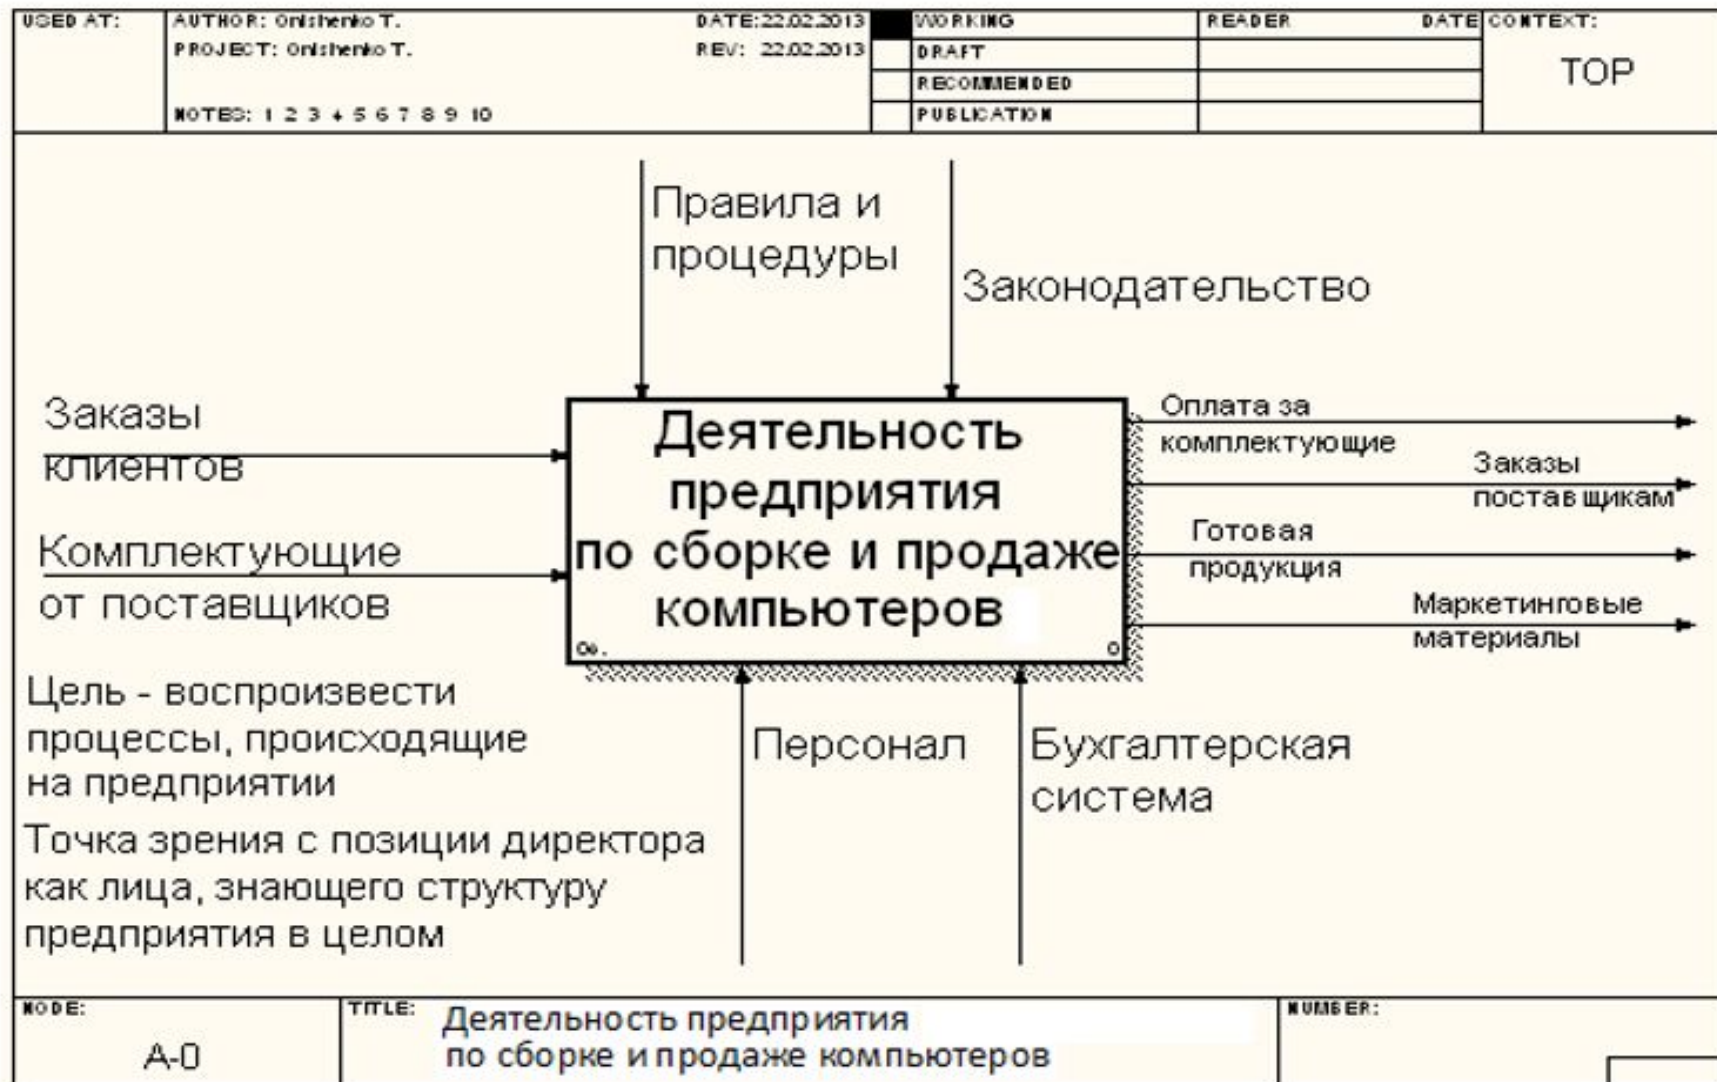 USED AT:
AUTHOR: Onishenko T.
DATE: 22.02.2013
PROJECT: Onishenko T.
REV: 22.02.2013
NOTES: 1 2 3 4 5 6 7 8 9 10
WORKING
DRAFT
RECOMMENDED
PUBLICATION
READER
DATE
CONTEXT:
TOP
Правила и
процедуры
Законодательство
Заказы
клиентов
Комплектующие
от поставщиков
Деятельность
предприятия
по сборке и продаже
компьютеров
0р.
0
Оплата за
комплектующие
Заказы
поставщикам
Готовая
продукция
Маркетинговые
материалы
Персонал
Бухгалтерская
система
Цель - воспроизвести
процессы, происходящие
на предприятии
Точка зрения с позиции директора
как лица, знающего структуру
предприятия в целом
NODE:
A-0
TITLE:
Деятельность предприятия
по сборке и продаже компьютеров
NUMBER: